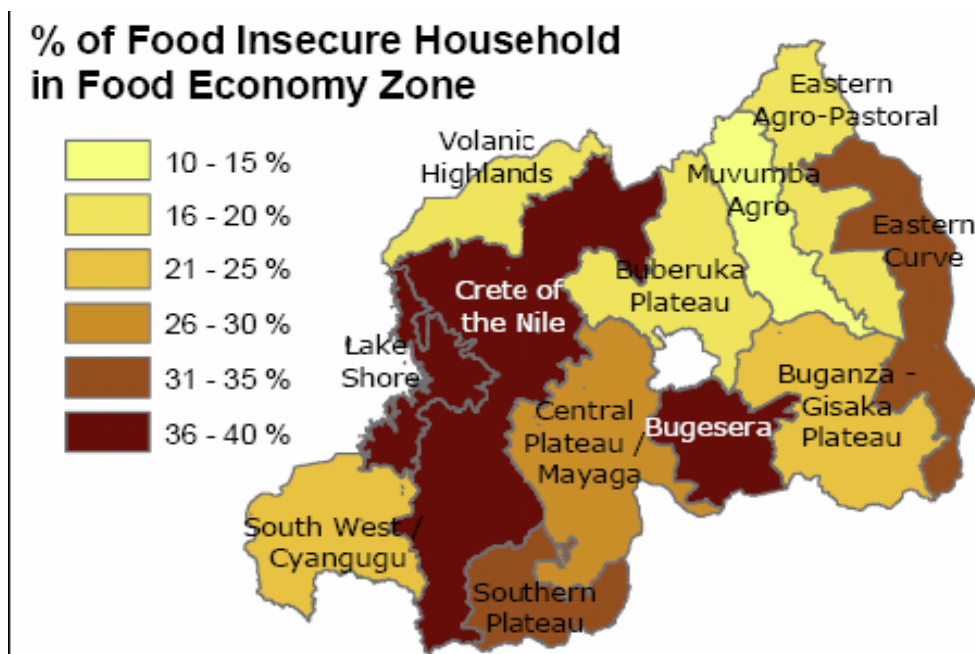 % of Food Insecure Household
in Food Economy Zone
10 - 15 %
16 - 20 %
21 - 25 %
26 - 30 %
31 - 35 %
36 - 40 %
Volanic
Highlands
Eastern
Agro-Pastoral
Muvumba
Agro
Eastern
Curve
Buberuka
Plateau
Crete of
the Nile
Lake
Shore
Central
Plateau /
Mayaga
Bugesera
Buganza -
Gisaka
Plateau
South West /
Cyangugu
Southern
Plateau